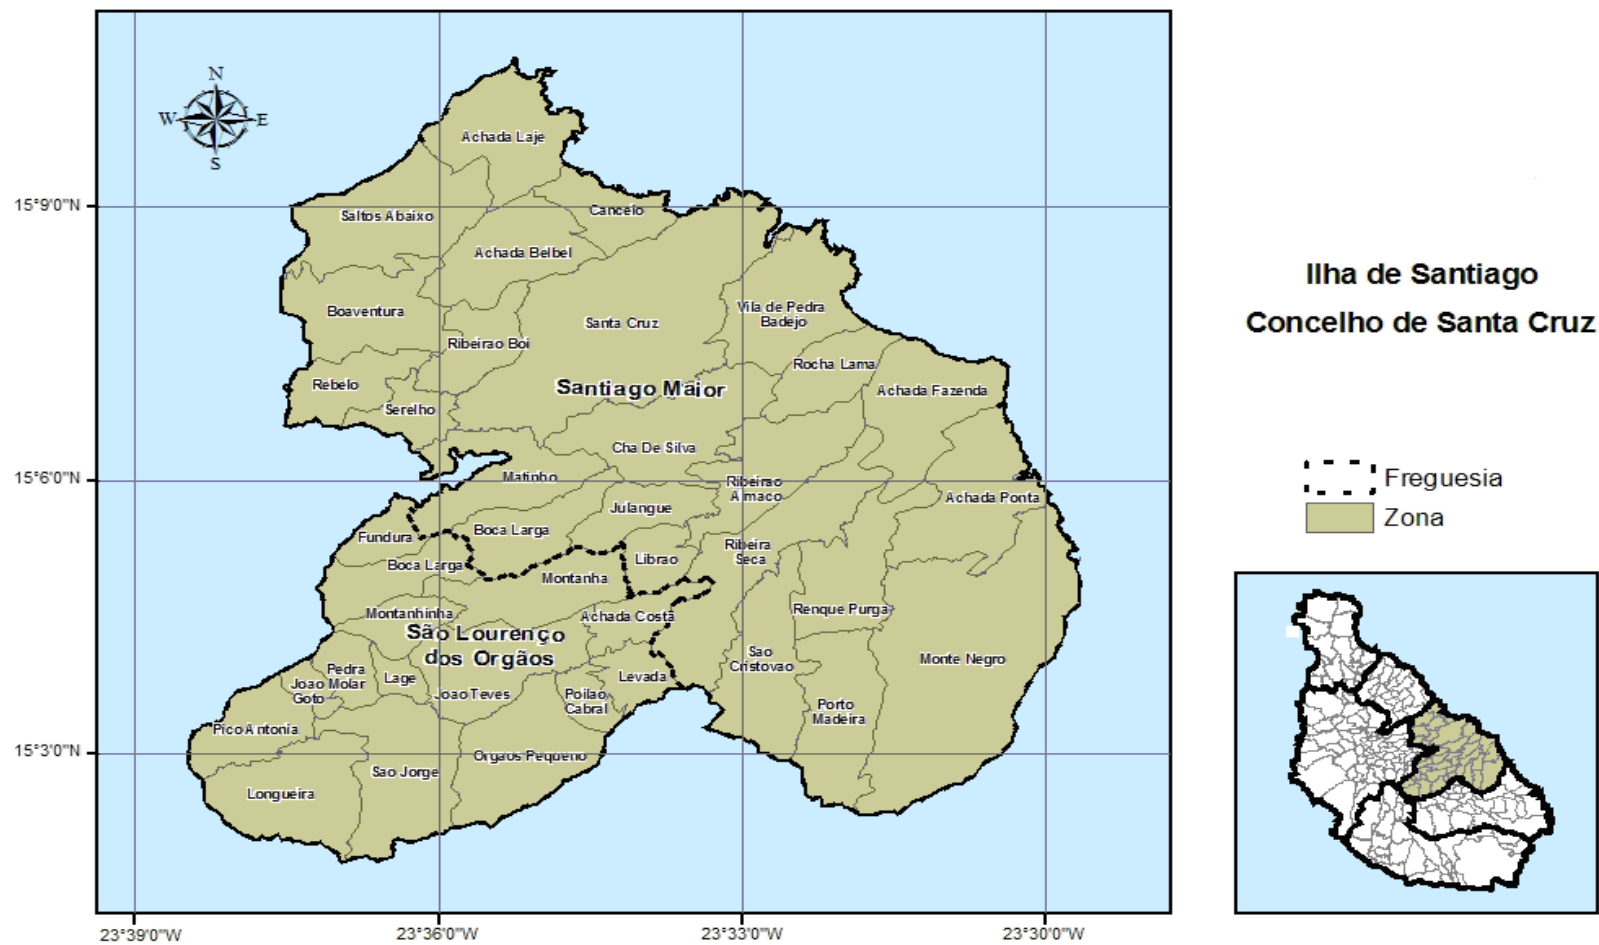 N
W E
S
15°9'0"N
15°6'0"N
15°3'0"N
23°39'0"W
23°36'0"W
23°33'0"W
23°30'0"W
Achada Laje
Saltos Abaixo
Cancelo
Achada Belbel
Boaventura
Vila de Pedra
Badejo
Santa Cruz
Ribeirao Boi
Rocha Lama
Rebelo
Serelho
Achada Fazenda
Santiago Maior
Cha De Silva
Matinho
Ribeirao
Almaco
Achada Ponta
Julangue
Boca Larga
Fundura
Ribeira
Seca
Librao
Boca Larga
Montanha
Montanhinha
Achada Costa
Renque Purga
São Lourenço
dos Orgãos
Sao
Cristovao
Monte Negro
Pedra
Molar
Joao
Goto
Lage
Levada
Joao Teves
Poilao
Cabral
Porto
Madeira
Pico Antonia
Orgaos Pequeno
Sao Jorge
Longueira
Ilha de Santiago
Concelho de Santa Cruz
Freguesia
Zona